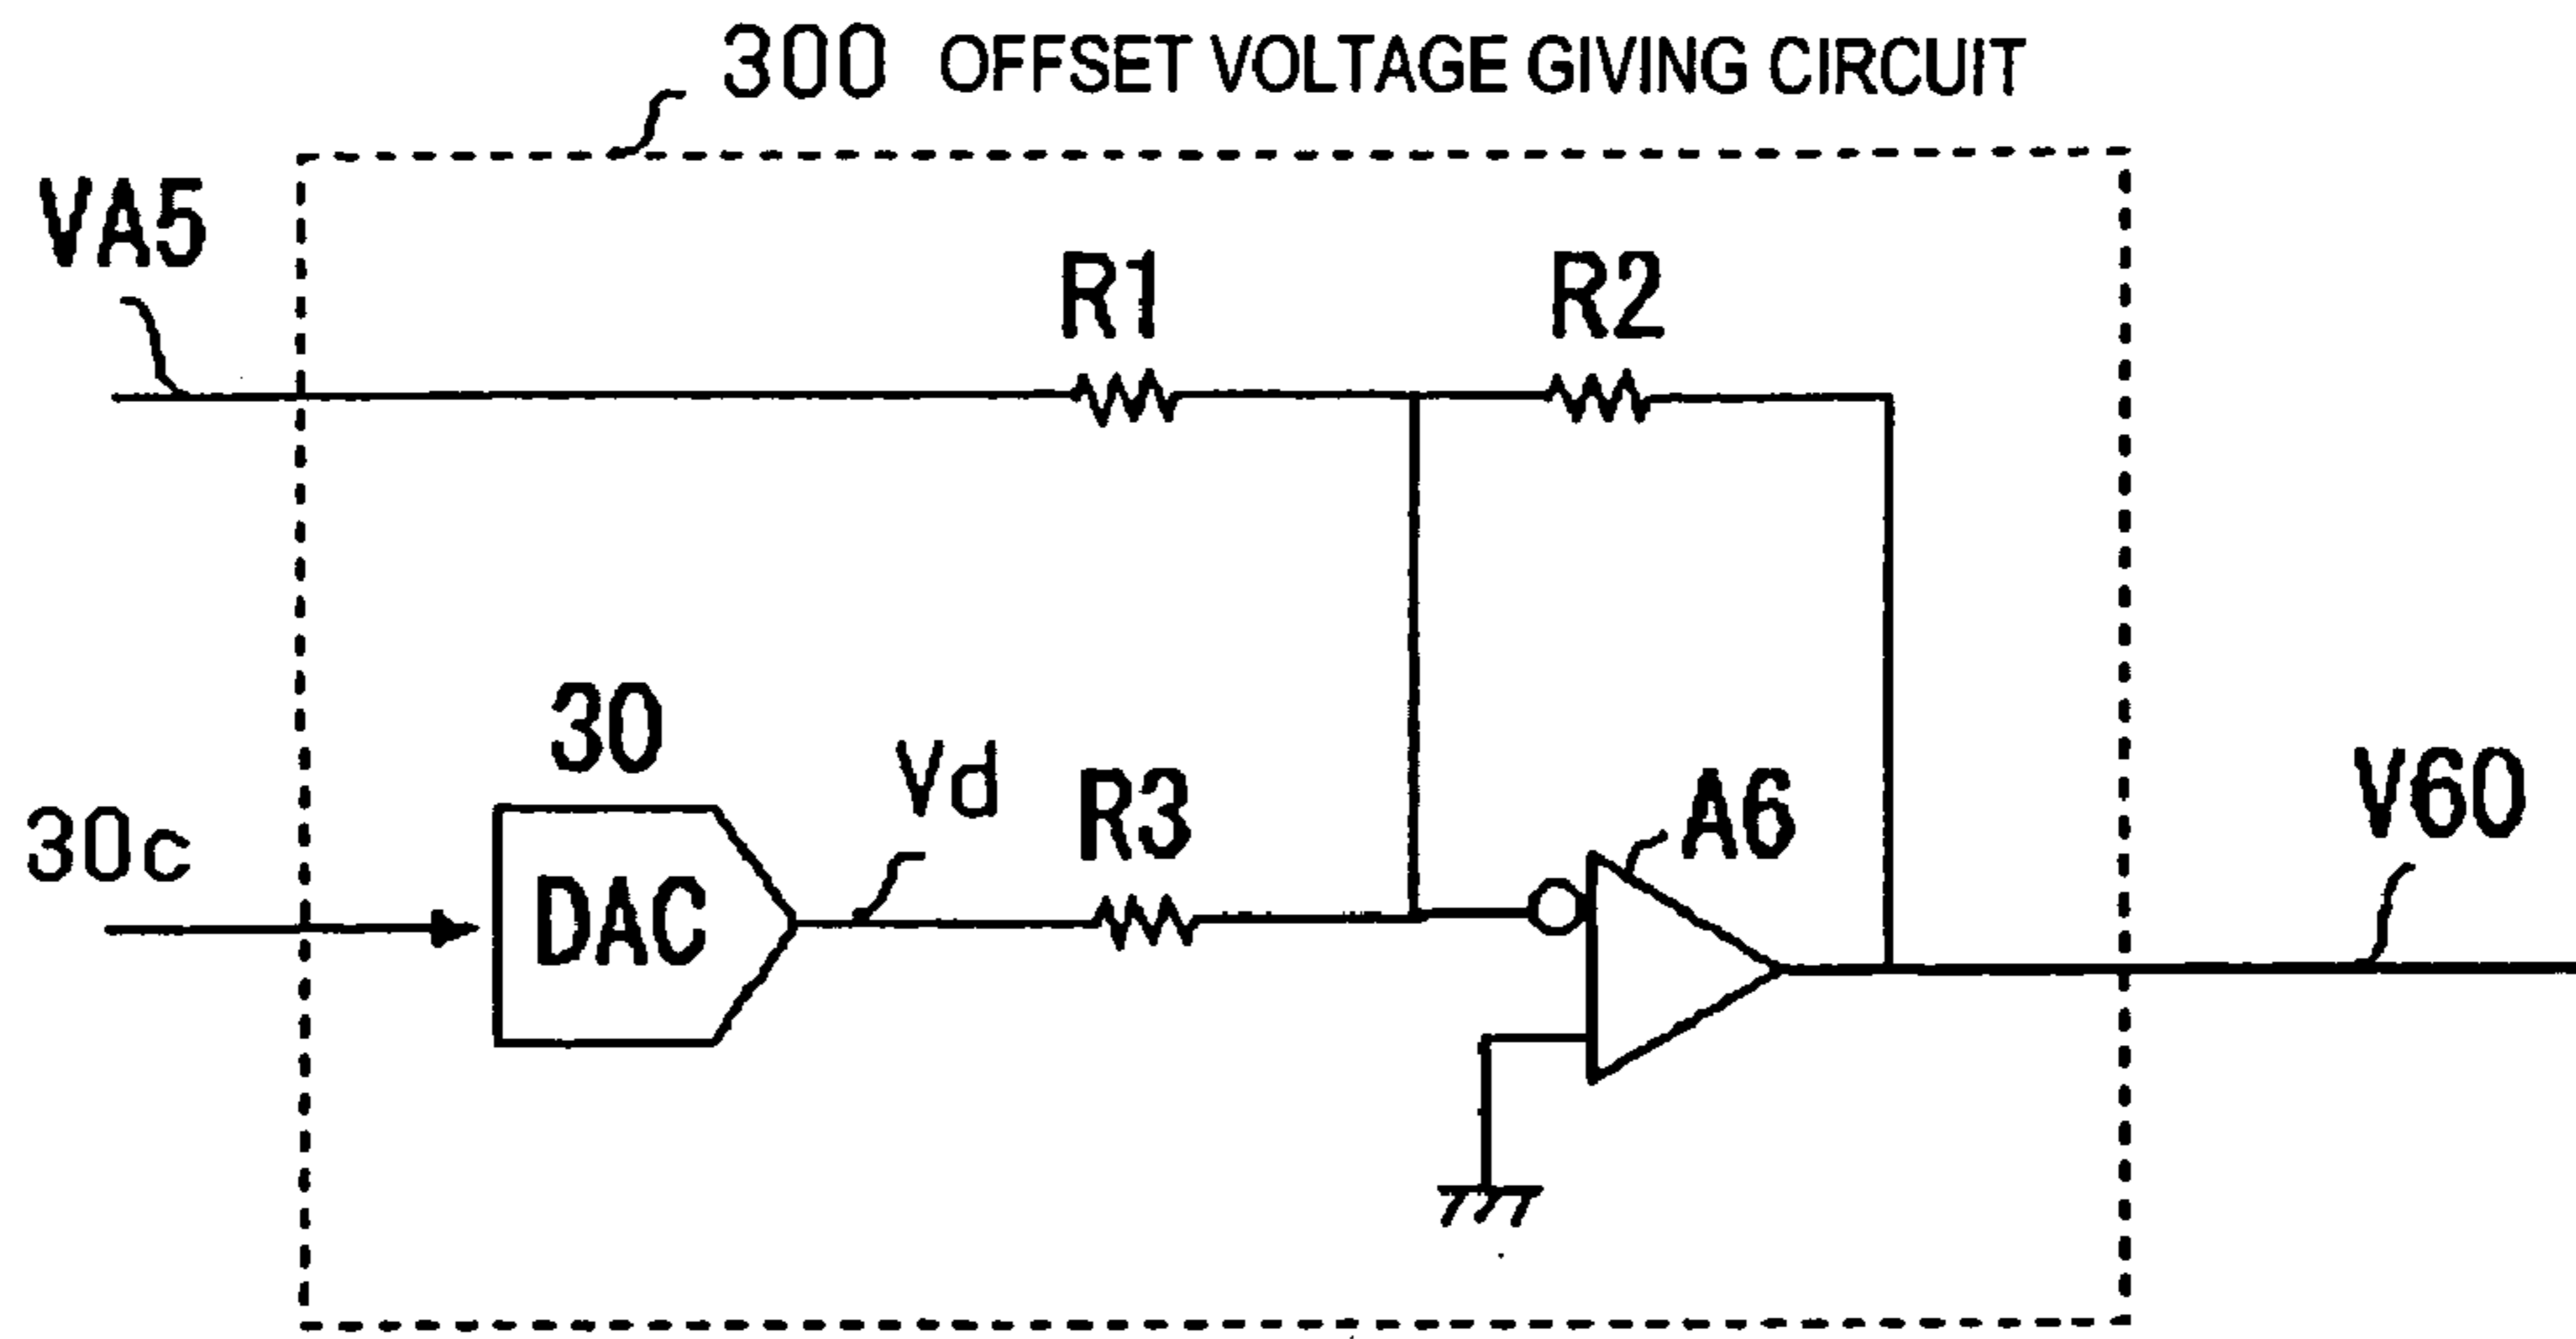 300 OFFSET VOLTAGE GIVING CIRCUIT
VA5
R1
R2
30
Vd
R3
A6
V60
30c
DAC